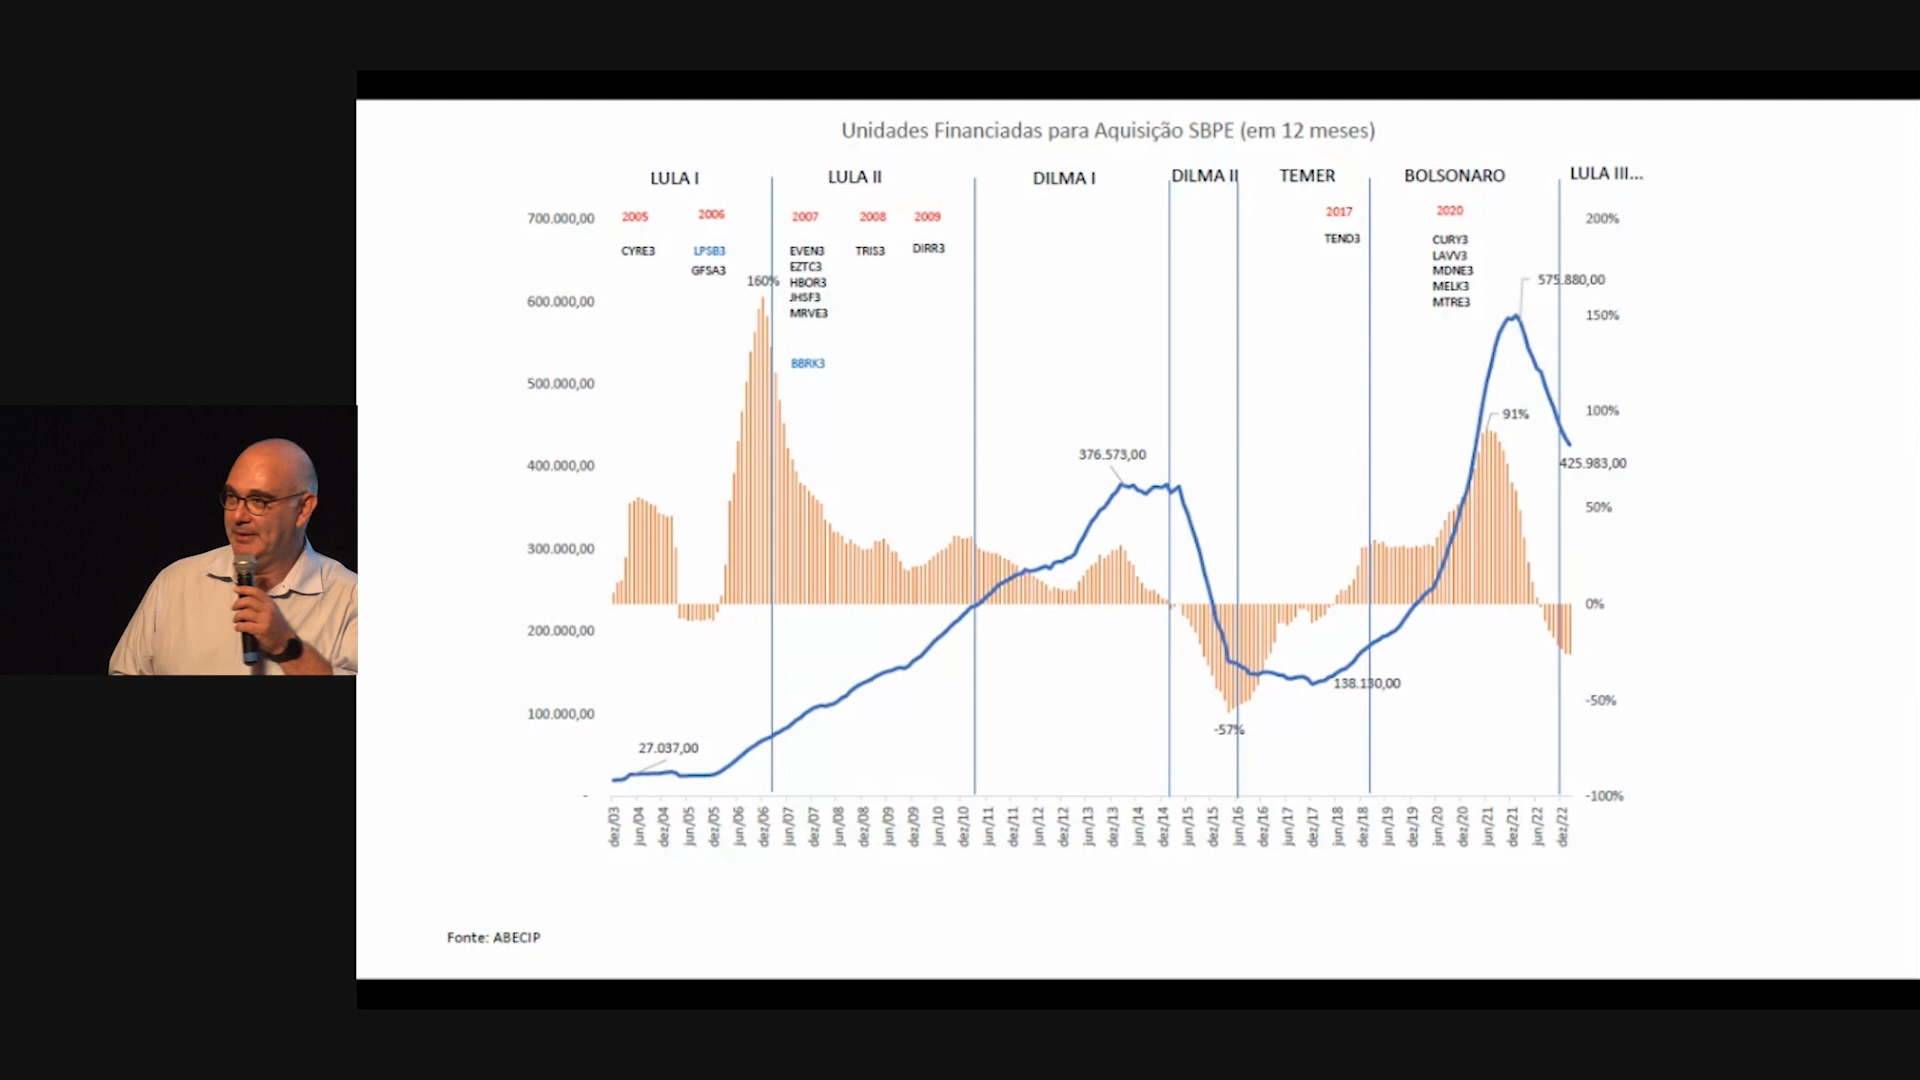 Unidades Financiadas para Aquisição SBPE (em 12 meses)
LULA I
LULA II
DILMA I
DILMA II
TEMER
BOLSONARO
LULA III...
700.000,00
600.000,00
500.000,00
400.000,00
300.000,00
200.000,00
100.000,00
-
2005
CYRE3
2006
LPSB3
GFSA3
2007
EVEN3
EZTC3
HBOR3
JHSF3
MRVE3
BBRK3
2008
TRIS3
2009
DIRR3
2017
TEND3
2020
CURY3
LAVV3
MDNE3
MELK3
MTRE3
160%
27.037,00
376.573,00
-57%
138.130,00
91%
575.880,00
425.983,00
200%
150%
100%
50%
0%
-50%
-100%
dez/03
jun/04
dez/04
jun/05
dez/05
jun/06
dez/06
jun/07
dez/07
jun/08
dez/08
jun/09
dez/09
jun/10
dez/10
jun/11
dez/11
jun/12
dez/12
jun/13
dez/13
jun/14
dez/14
jun/15
dez/15
jun/16
dez/16
jun/17
dez/17
jun/18
dez/18
jun/19
dez/19
jun/20
dez/20
jun/21
dez/21
jun/22
dez/22
Fonte: ABECIP